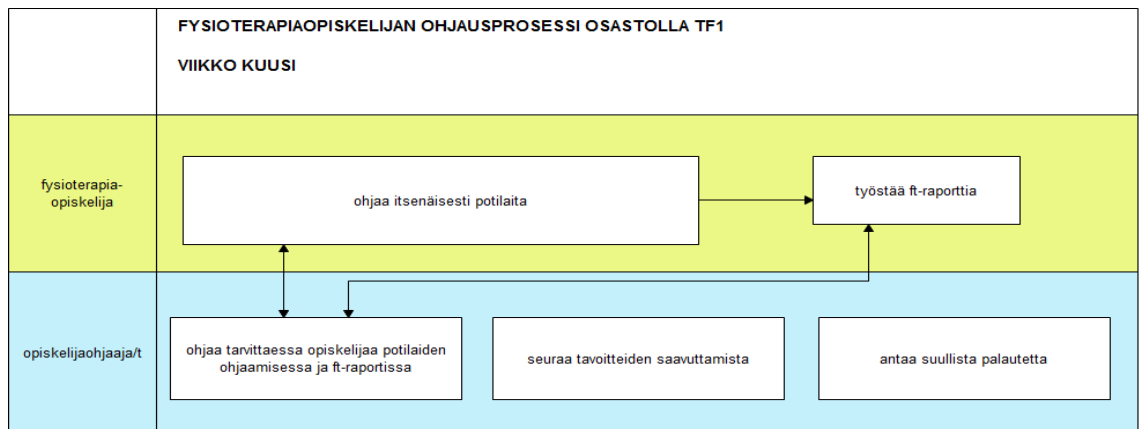 FYSIOTERAPIAOPISKELIJAN OHJAUSPROSESSI OSASTOLLA TF1
VIIKKO KUUSI
fysioterapia-
opiskelija
ohjaa itsenäisesti potilaita
työstää ft-raporttia
opiskelijaohjaaja/t
ohjaa tarvittaessa opiskelijaa potilaiden
ohjaamisessa ja ft-raportissa
seuraa tavoitteiden saavuttamista
antaa suullista palautetta